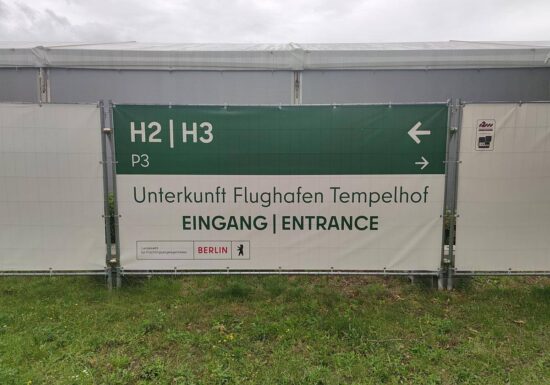 H2 | H3 ←
P3 →
Unterkunft Flughafen Tempelhof
EINGANG | ENTRANCE
BERLIN